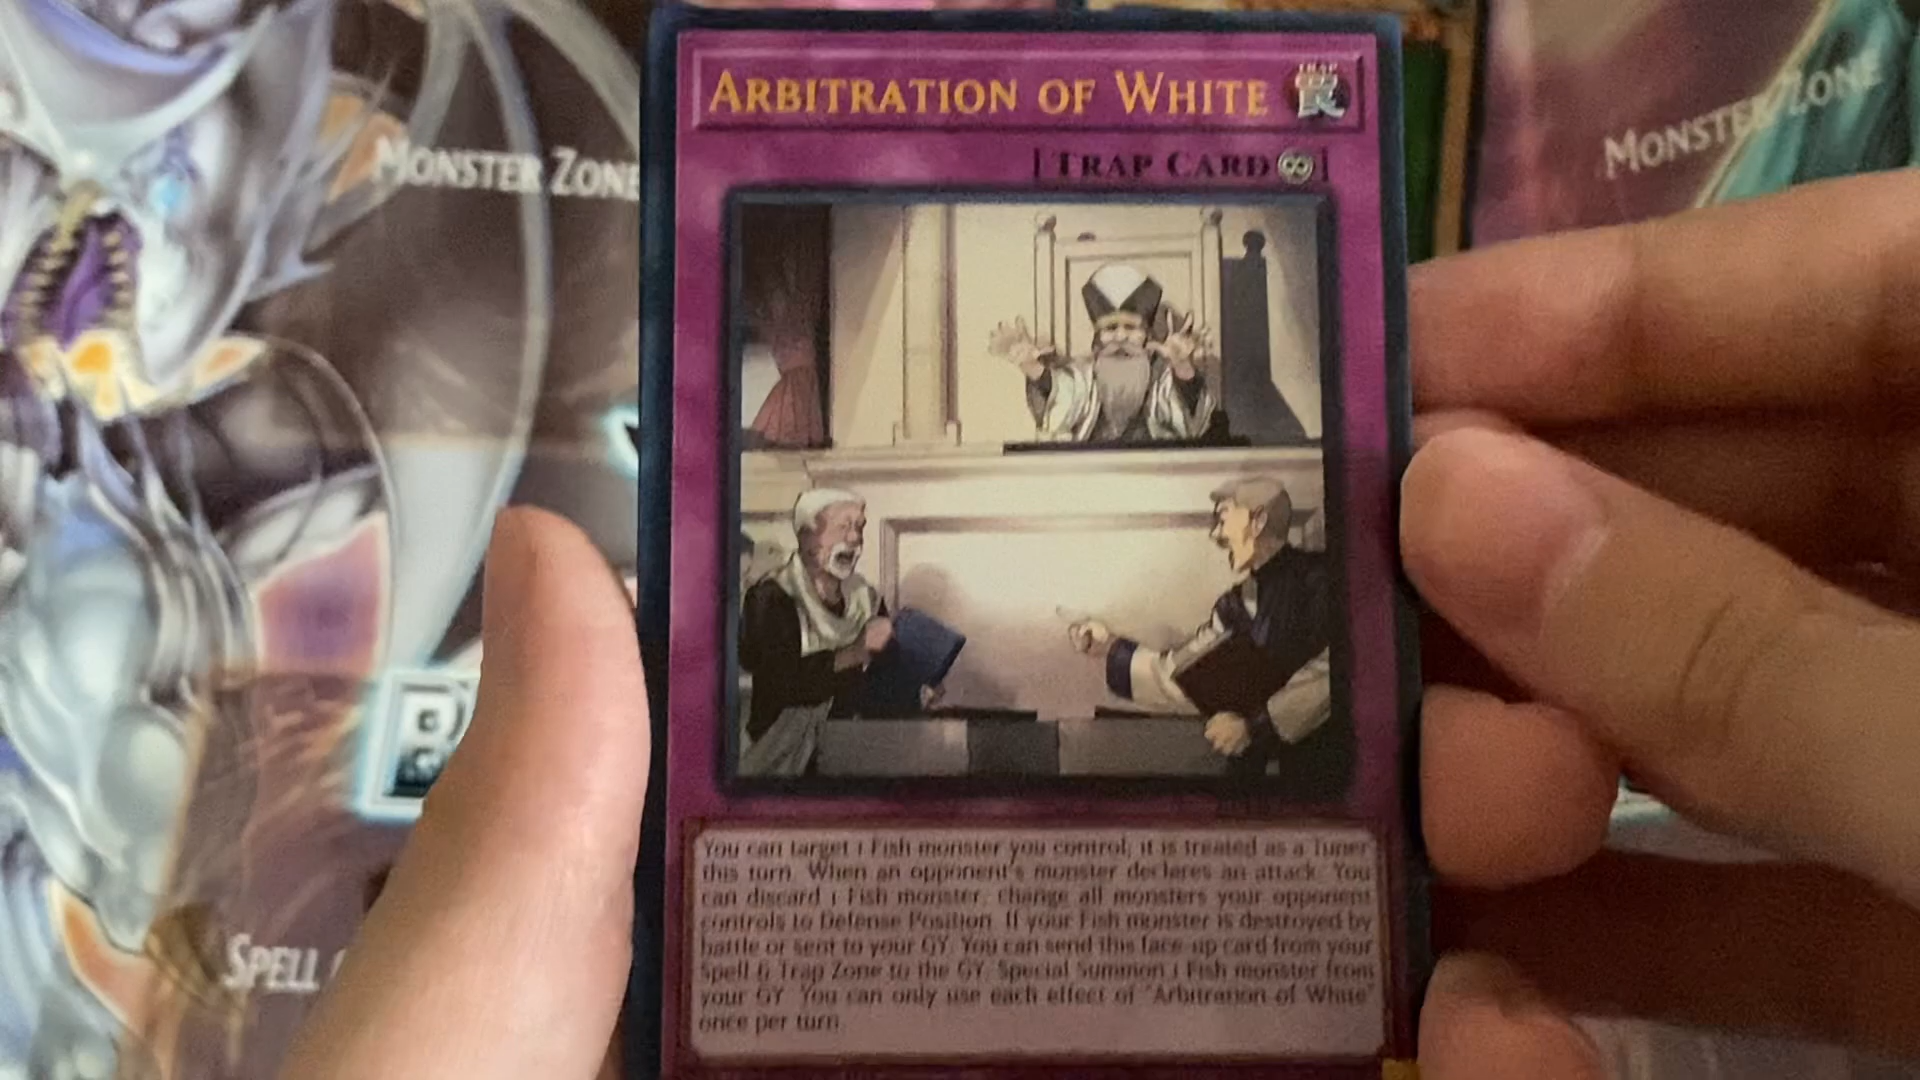 ARBITRATION OF WHITE
TRAP
[TRAP CARD
MONSTER ZONE
MONSTER ZONE
You can target 1 Fish monster you control; it is treated as a Tuner
this turn. When an opponent's monster declares an attack: You
can discard 1 Fish monster; change all monsters your opponent
controls to Defense Position. If your Fish monster is destroyed by
battle or sent to your GY: You can send this face-up card from your
Spell & Trap Zone to the GY; Special Summon 1 Fish monster from
your GY. You can only use each effect of "Arbitration of White"
once per turn.
SPELL